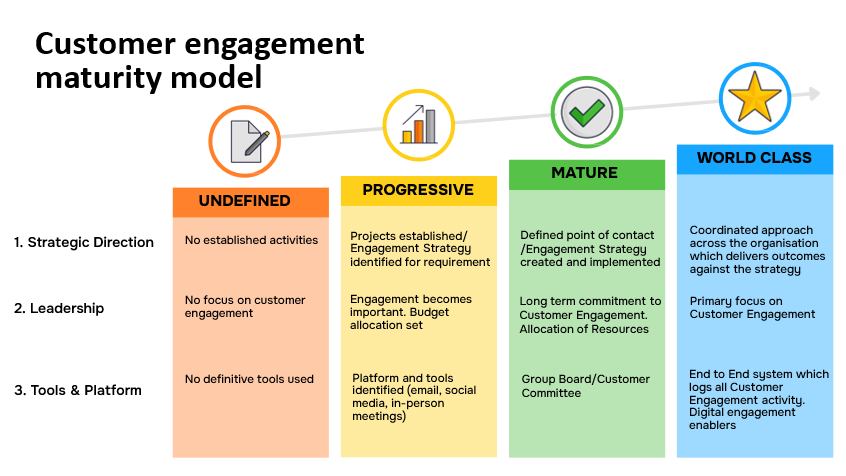 Customer engagement
maturity model
UNDEFINED
PROGRESSIVE
MATURE
WORLD CLASS
1. Strategic Direction
No established activities
Projects established/
Engagement Strategy
identified for requirement
Defined point of contact
/Engagement Strategy
created and implemented
Coordinated approach
across the organisation
which delivers outcomes
against the strategy
2. Leadership
No focus on customer
engagement
Engagement becomes
important. Budget
allocation set
Long term commitment to
Customer Engagement.
Allocation of Resources
Primary focus on
Customer Engagement
3. Tools & Platform
No definitive tools used
Platform and tools
identified (email, social
media, in-person
meetings)
Group Board/Customer
Committee
End to End system which
logs all Customer
Engagement activity.
Digital engagement
enablers